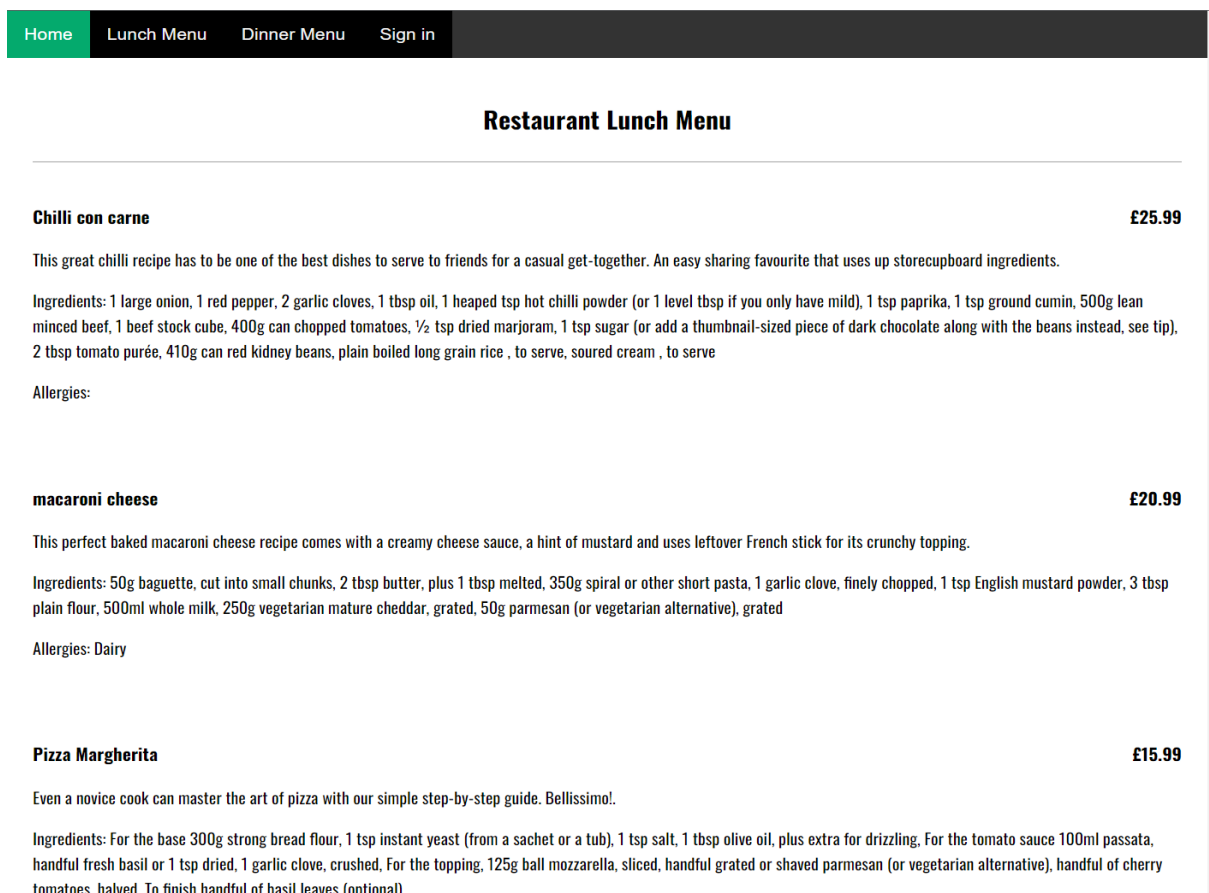 Home Lunch Menu Dinner Menu Sign in
Restaurant Lunch Menu
Chilli con carne £25.99
This great chilli recipe has to be one of the best dishes to serve to friends for a casual get-together. An easy sharing favourite that uses up storecupboard ingredients.
Ingredients: 1 large onion, 1 red pepper, 2 garlic cloves, 1 tbsp oil, 1 heaped tsp hot chilli powder (or 1 level tbsp if you only have mild), 1 tsp paprika, 1 tsp ground cumin, 500g lean
minced beef, 1 beef stock cube, 400g can chopped tomatoes, ½ tsp dried marjoram, 1 tsp sugar (or add a thumbnail-sized piece of dark chocolate along with the beans instead, see tip),
2 tbsp tomato purée, 410g can red kidney beans, plain boiled long grain rice , to serve, soured cream , to serve
Allergies:
macaroni cheese £20.99
This perfect baked macaroni cheese recipe comes with a creamy cheese sauce, a hint of mustard and uses leftover French stick for its crunchy topping.
Ingredients: 50g baguette, cut into small chunks, 2 tbsp butter, plus 1 tbsp melted, 350g spiral or other short pasta, 1 garlic clove, finely chopped, 1 tsp English mustard powder, 3 tbsp
plain flour, 500ml whole milk, 250g vegetarian mature cheddar, grated, 50g parmesan (or vegetarian alternative), grated
Allergies: Dairy
Pizza Margherita £15.99
Even a novice cook can master the art of pizza with our simple step-by-step guide. Bellissimo!.
Ingredients: For the base 300g strong bread flour, 1 tsp instant yeast (from a sachet or a tub), 1 tsp salt, 1 tbsp olive oil, plus extra for drizzling, For the tomato sauce 100ml passata,
handful fresh basil or 1 tsp dried, 1 garlic clove, crushed, For the topping, 125g ball mozzarella, sliced, handful grated or shaved parmesan (or vegetarian alternative), handful of cherry
tomatoes, halved, To finish handful of basil leaves (optional)